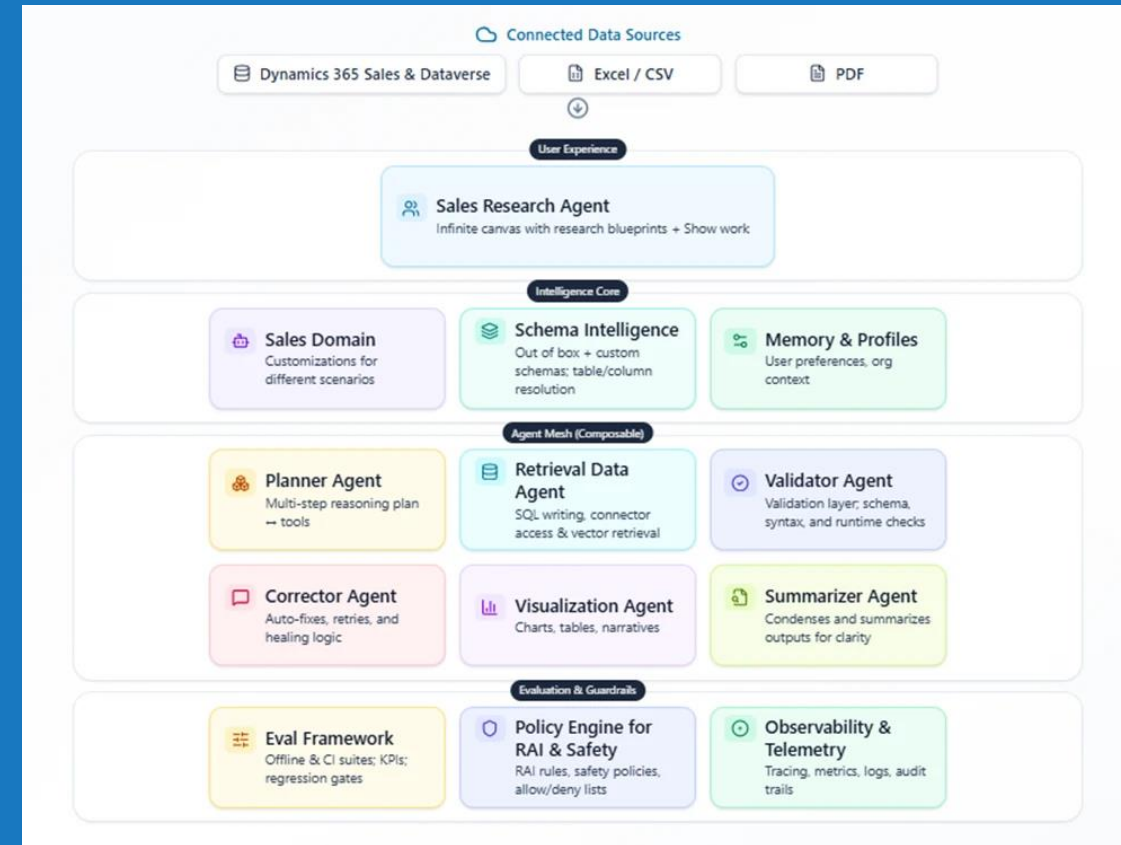 Connected Data Sources
Dynamics 365 Sales & Dataverse
Excel / CSV
PDF
User Experience
Sales Research Agent
Infinite canvas with research blueprints + Show work
Intelligence Core
Sales Domain
Customizations for
different scenarios
Schema Intelligence
Out of box + custom
schemas; table/column
resolution
Memory & Profiles
User preferences, org
context
Agent Mesh (Composable)
Planner Agent
Multi-step reasoning plan
↔ tools
Retrieval Data
Agent
SQL writing, connector
access & vector retrieval
Validator Agent
Validation layer; schema,
syntax, and runtime checks
Corrector Agent
Auto-fixes, retries, and
healing logic
Visualization Agent
Charts, tables, narratives
Summarizer Agent
Condenses and summarizes
outputs for clarity
Evaluation & Guardrails
Eval Framework
Offline & CI suites; KPIs;
regression gates
Policy Engine for
RAI & Safety
RAI rules, safety policies,
allow/deny lists
Observability &
Telemetry
Tracing, metrics, logs, audit
trails